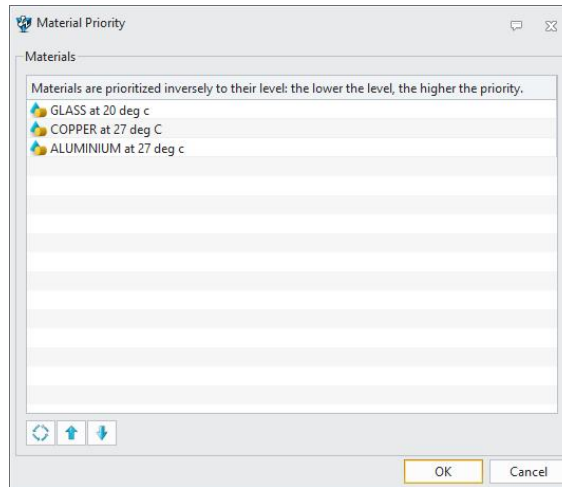 Material Priority
Materials
Materials are prioritized inversely to their level: the lower the level, the higher the priority.
GLASS at 20 deg c
COPPER at 27 deg C
ALUMINIUM at 27 deg c
OK
Cancel